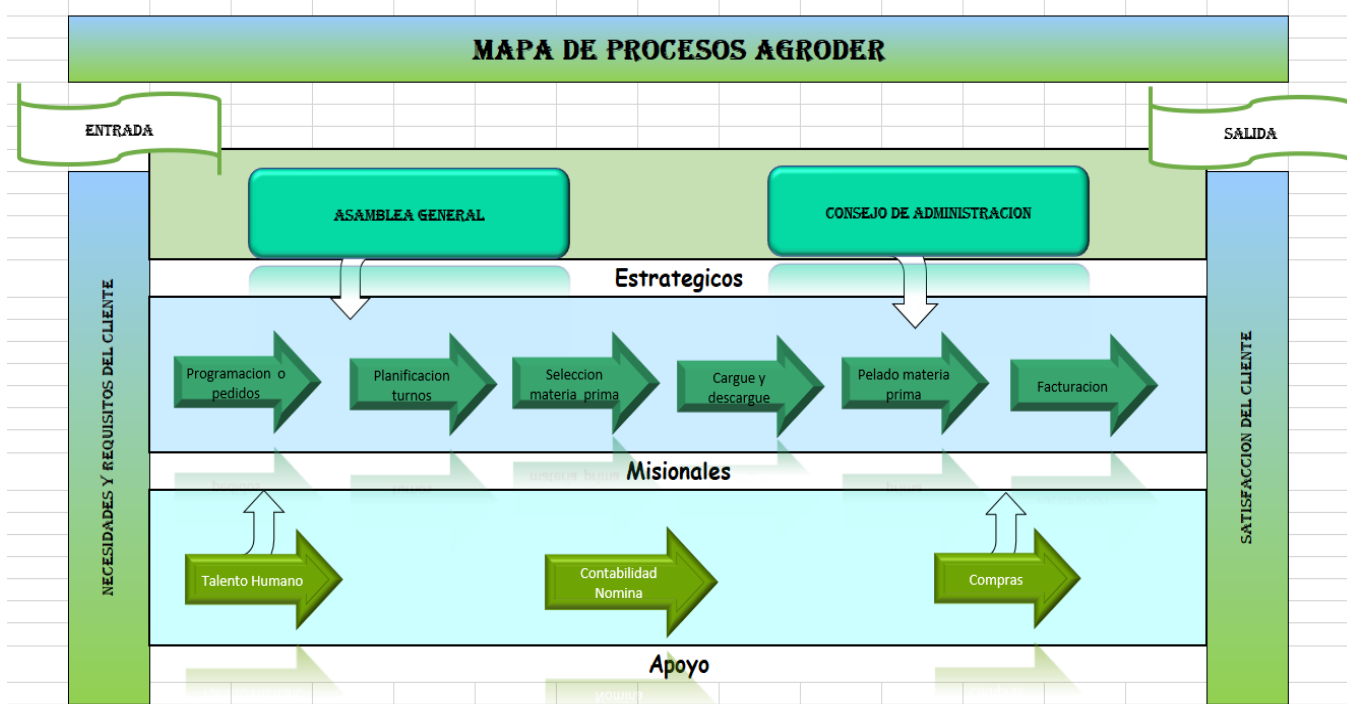 MAPA DE PROCESOS AGRODER
ENTRADA
SALIDA
ASAMBLEA GENERAL
CONSEJO DE ADMINISTRACION
Estrategicos
NECESIDADES Y REQUISITOS DEL CLIENTE
Programacion o
pedidos
Planificacion
turnos
Seleccion
materia prima
Cargue y
descargue
Pelado materia
prima
Facturacion
SATISFACCION DEL CLIENTE
Misionales
Talento Humano
Contabilidad
Nomina
Compras
Apoyo